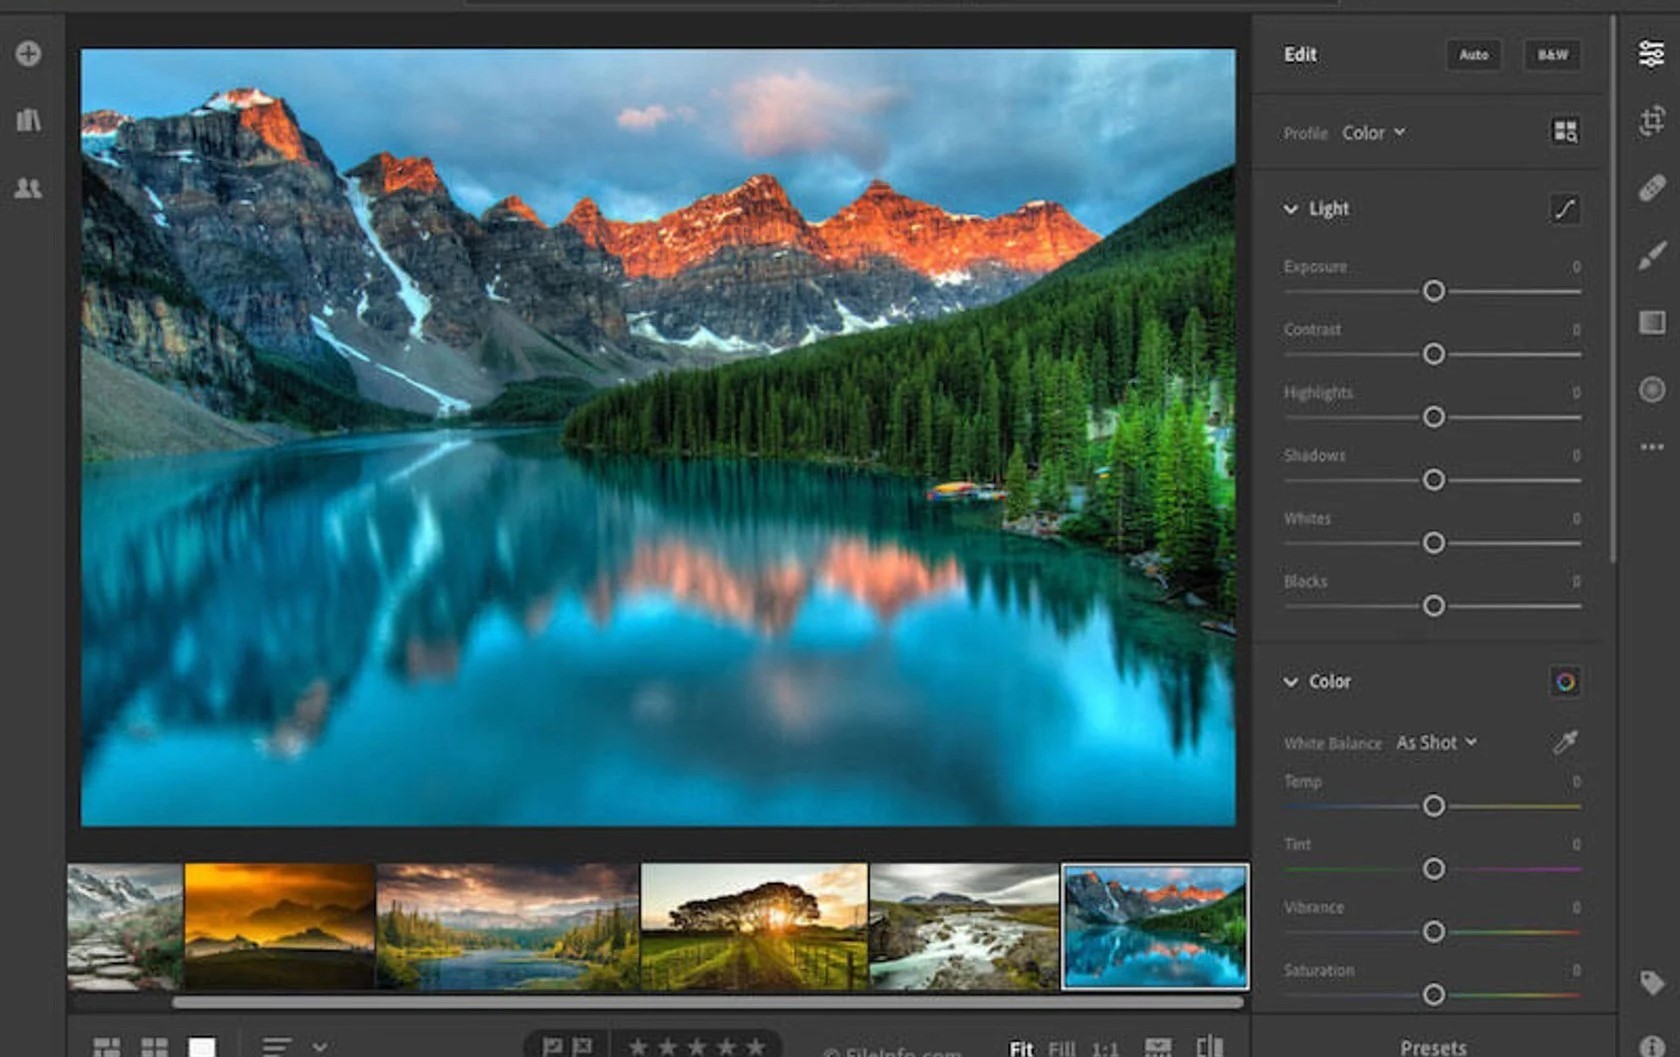 Edit Auto B&W
Profile Color
Light
Exposure 0
Contrast 0
Highlights 0
Shadows 0
Whites 0
Blacks 0
Color
White Balance As Shot
Temp 0
Tint 0
Vibrance 0
Saturation 0
© FileInfo.com Fit Fill 1:1
Presets